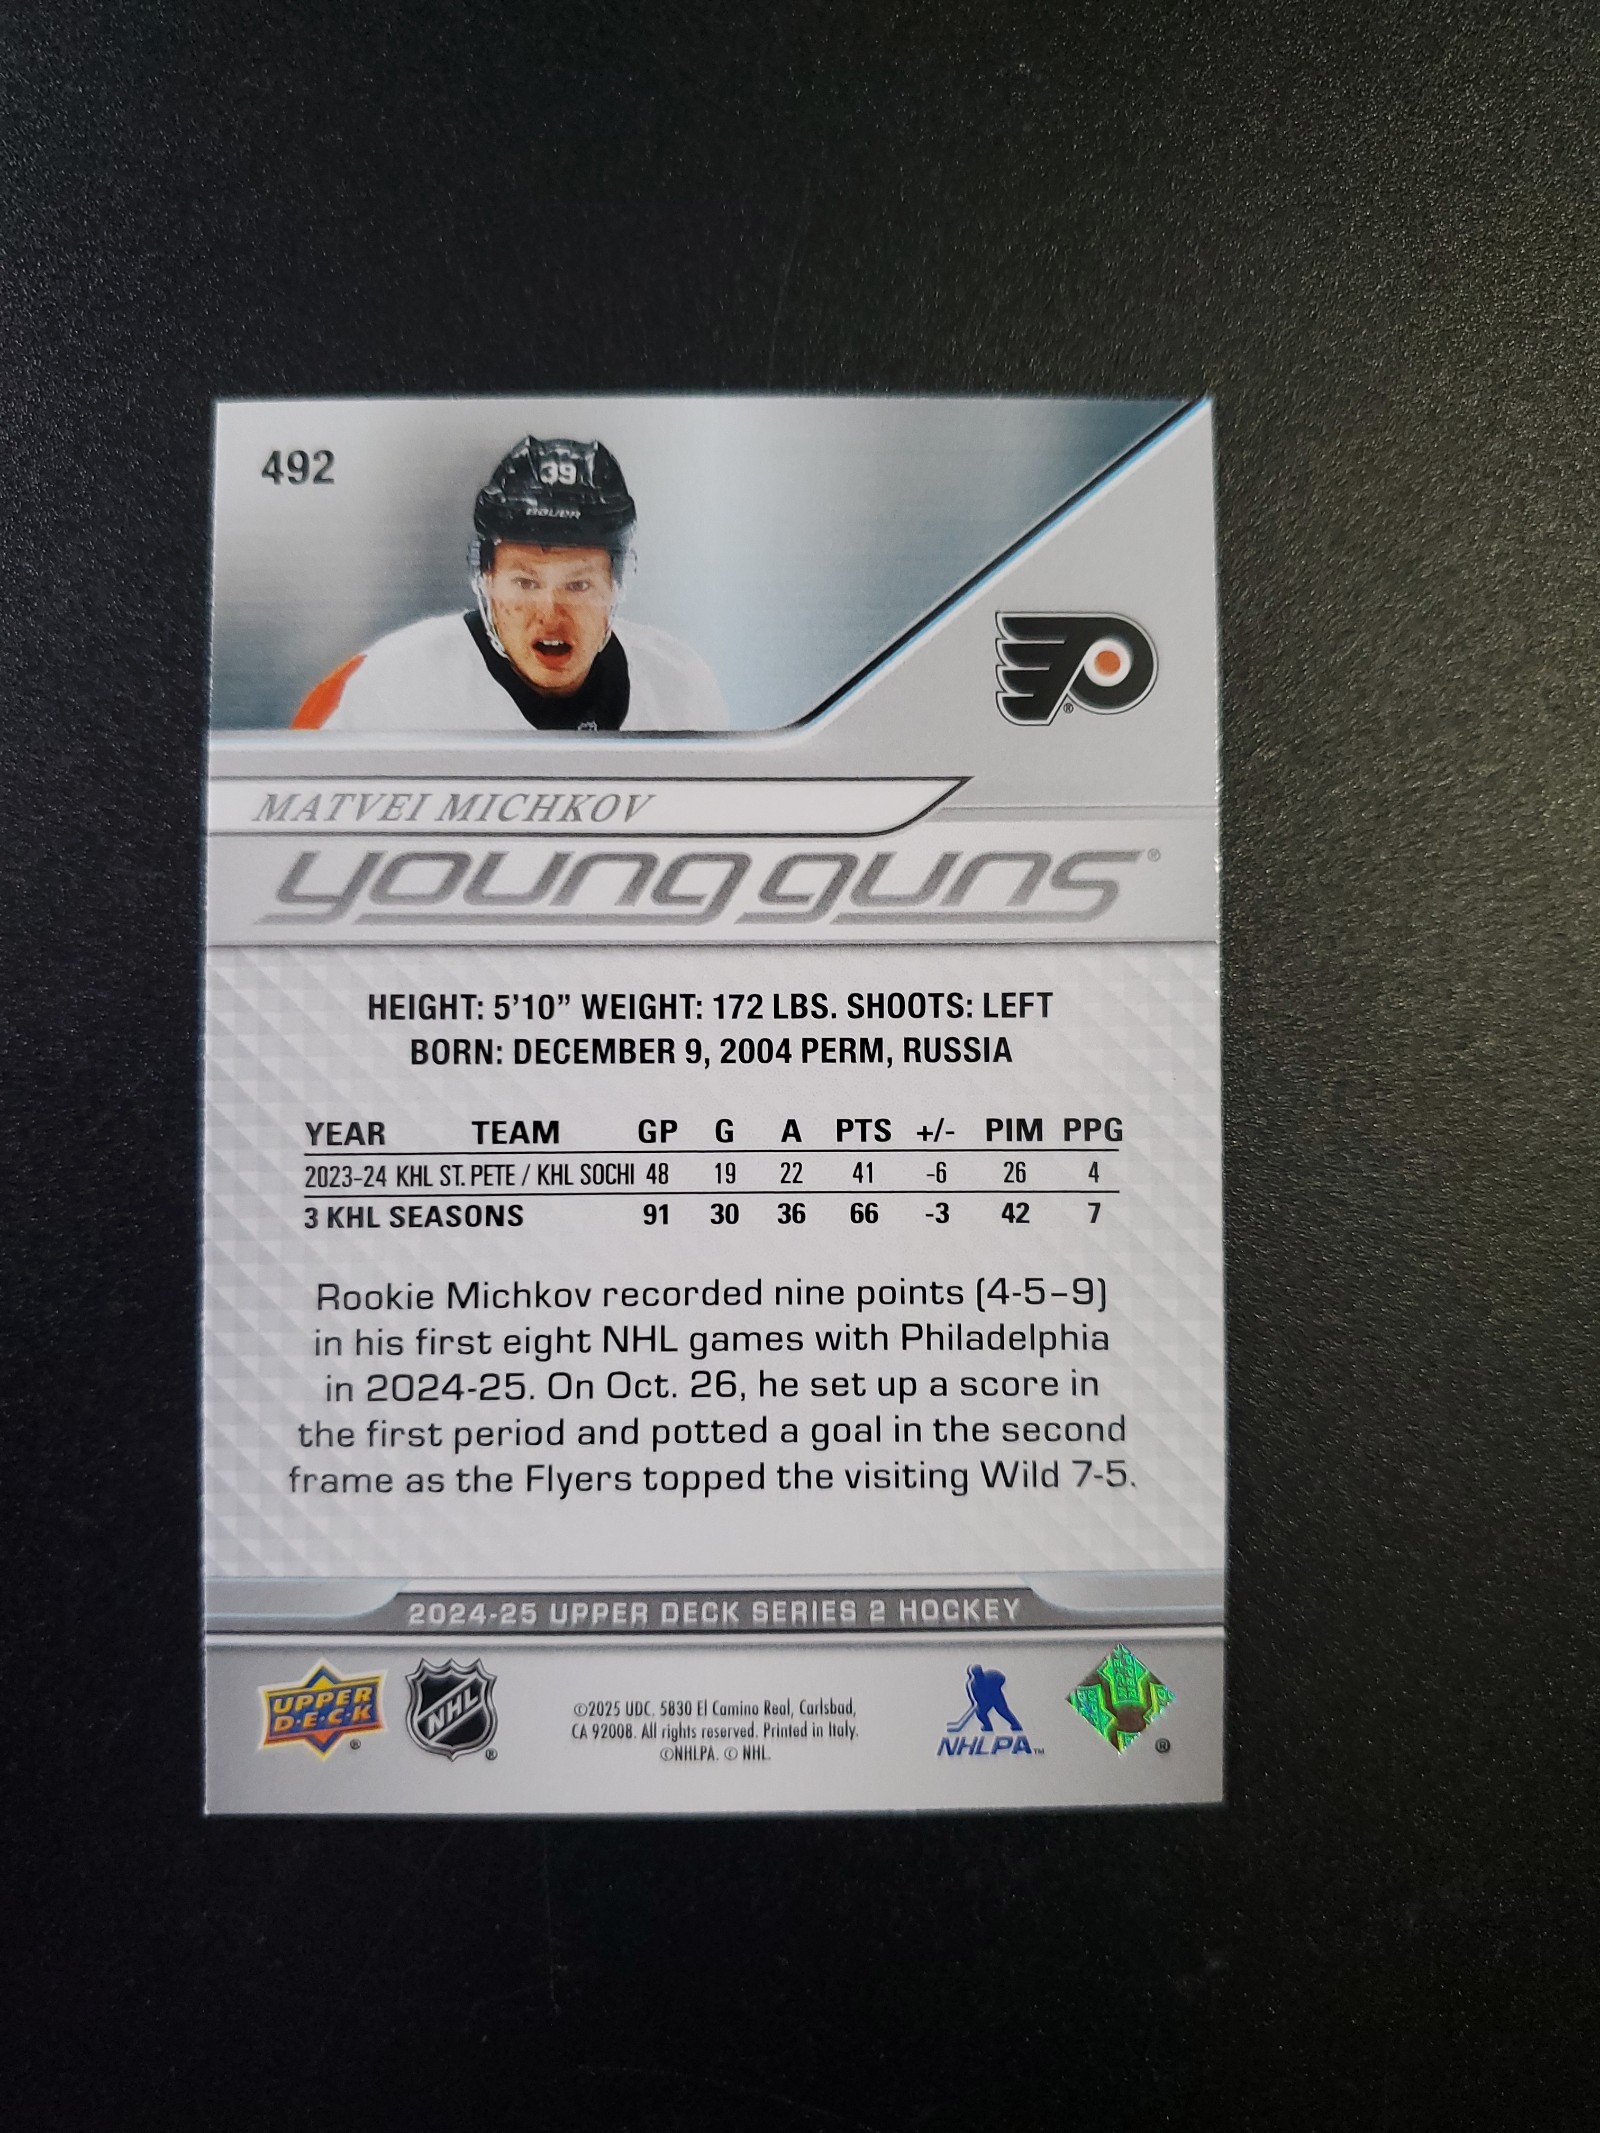 492
39
BAUER
MATVEI MICHKOV
young guns®
HEIGHT: 5'10” WEIGHT: 172 LBS. SHOOTS: LEFT
BORN: DECEMBER 9, 2004 PERM, RUSSIA
YEAR TEAM GP G A PTS +/- PIM PPG
2023-24 KHL ST. PETE / KHL SOCHI 48 19 22 41 -6 26 4
3 KHL SEASONS 91 30 36 66 -3 42 7
Rookie Michkov recorded nine points (4-5–9)
in his first eight NHL games with Philadelphia
in 2024-25. On Oct. 26, he set up a score in
the first period and potted a goal in the second
frame as the Flyers topped the visiting Wild 7-5.
2024-25 UPPER DECK SERIES 2 HOCKEY
UPPER
D•E•C•K
®
NHL
®
©2025 UDC. 5830 El Camino Real, Carlsbad,
CA 92008. All rights reserved. Printed in Italy.
©NHLPA. © NHL.
NHLPA™
®